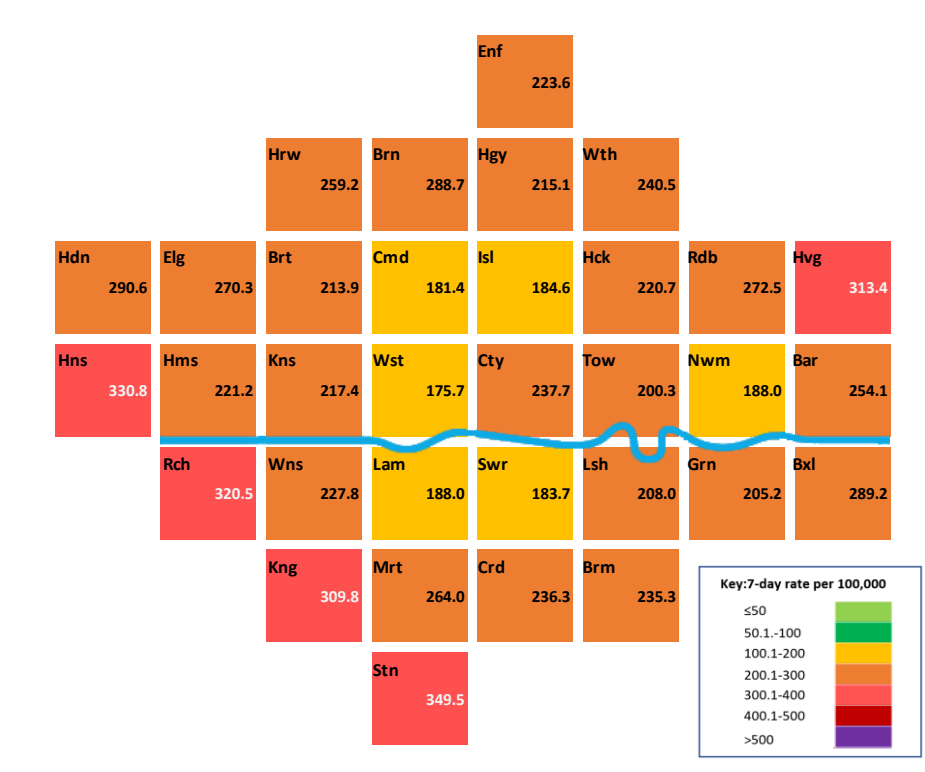 Enf
223.6
Hrw Brn Hgy Wth
259.2 288.7 215.1 240.5
Hdn Elg Brt Cmd Isl Hck Rdb Hvg
290.6 270.3 213.9 181.4 184.6 220.7 272.5 313.4
Hns Hms Kns Wst Cty Tow Nwm Bar
330.8 221.2 217.4 175.7 237.7 200.3 188.0 254.1
Rch Wns Lam Swr Lsh Grn Bxl
320.5 227.8 188.0 183.7 208.0 205.2 289.2
Kng Mrt Crd Brm
309.8 264.0 236.3 235.3
Stn
349.5
Key:7-day rate per 100,000
≤50
50.1.-100
100.1-200
200.1-300
300.1-400
400.1-500
>500